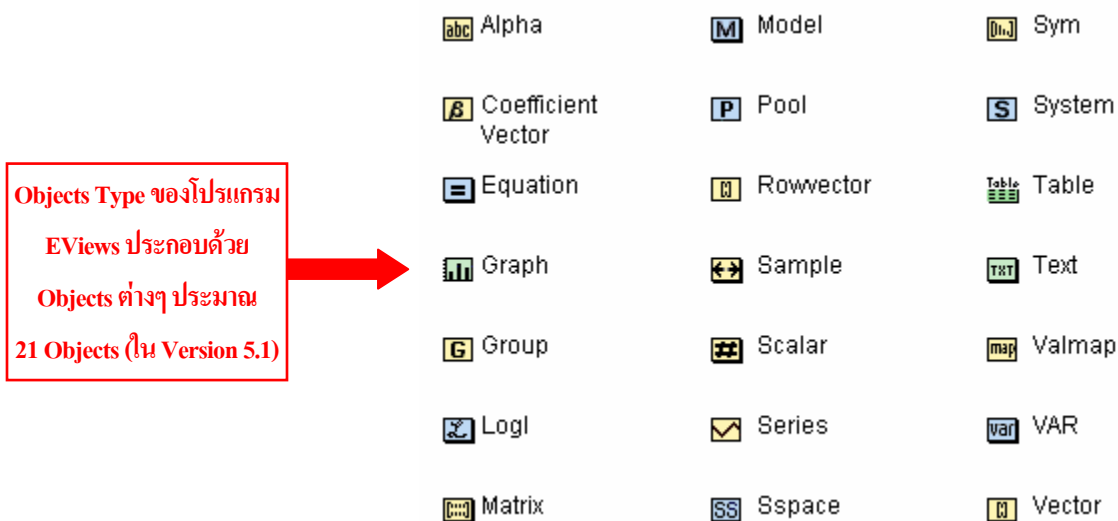 Objects Type ของโปรแกรม
EViews ประกอบด้วย
Objects ต่างๆ ประมาณ
21 Objects (ใน Version 5.1)
abc Alpha
β Coefficient
Vector
= Equation
Graph
G Group
Logl
Matrix
M Model
P Pool
Rowvector
Sample
# Scalar
Series
SS Sspace
Sym
S System
Table Table
TXT Text
map Valmap
var VAR
Vector